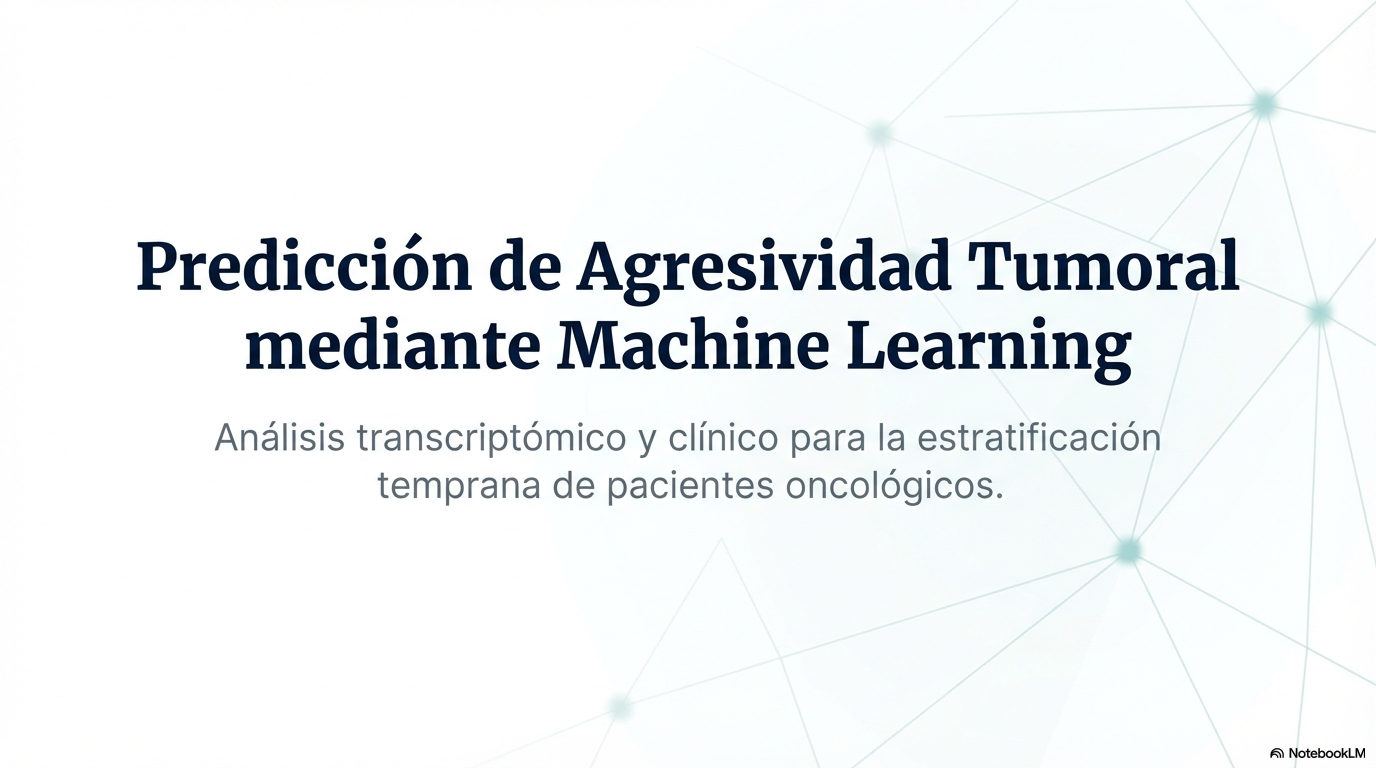 Predicción de Agresividad Tumoral
mediante Machine Learning
Análisis transcriptómico y clínico para la estratificación
temprana de pacientes oncológicos.
NotebookLM